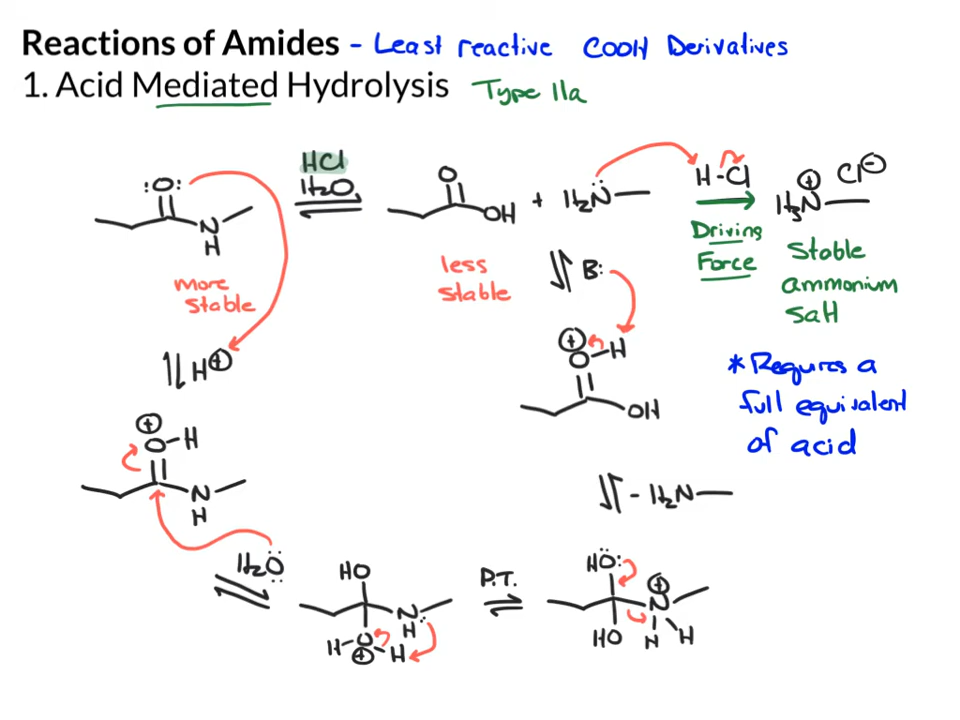 Reactions of Amides - Least reactive COOH Derivatives
1. Acid Mediated Hydrolysis Type IIa
HCl
H2O
:O:
N
H
more
stable
O
OH
+ H2N
less
stable
H-Cl
Driving
Force
⊕ Cl⊖
H3N
Stable
ammonium
salt
B:
H⊕
⊕
O-H
OH
*Requires a
full equivalent
of acid
⊕
O-H
N
H
- H2N
H2O
HO
N
H
H-O-H
⊕
P.T.
HO:
⊕
N
HO H H